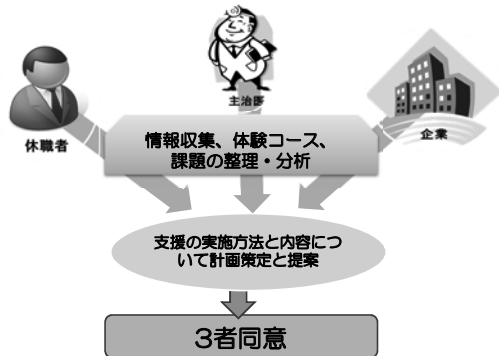 主治医
休職者
企業
情報収集、体験コース、
課題の整理・分析
支援の実施方法と内容につ
いて計画策定と提案
3者同意